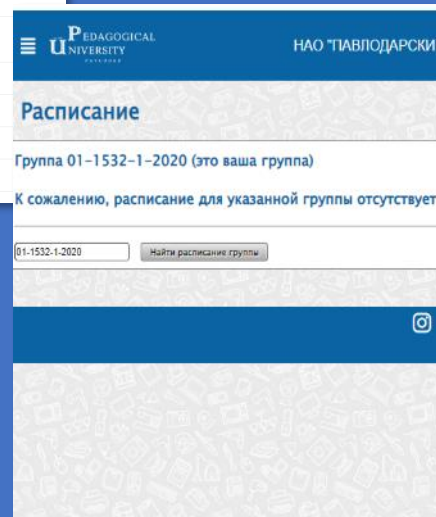 PEDAGOGICAL
UNIVERSITY
НАО "ПАВЛОДАРСКИ
Расписание
Группа 01-1532-1-2020 (это ваша группа)
К сожалению, расписание для указанной группы отсутствует
01-1532-1-2020 Найти расписание группы